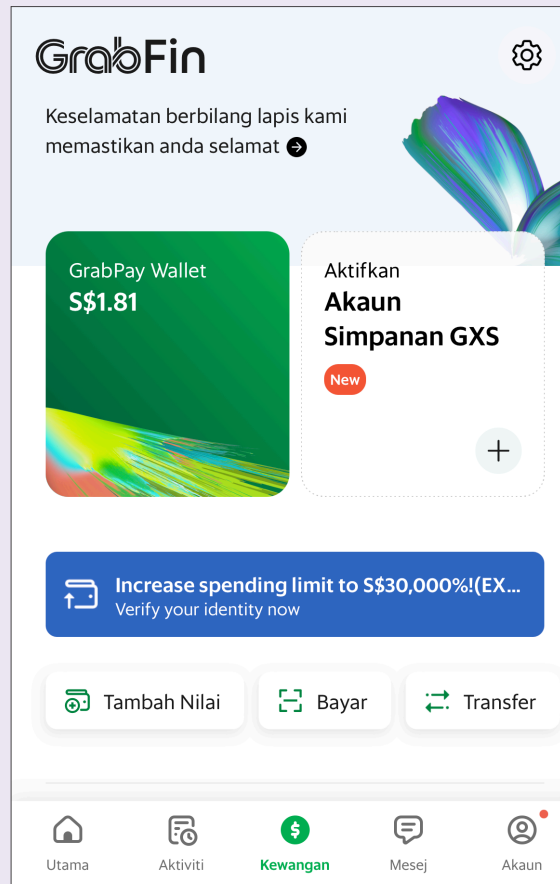 GrabFin
Keselamatan berbilang lapis kami
memastikan anda selamat
GrabPay Wallet
S$1.81
Aktifkan
Akaun
Simpanan GXS
New
Increase spending limit to S$30,000%!(EX...
Verify your identity now
Tambah Nilai
Bayar
Transfer
Utama
Aktiviti
Kewangan
Mesej
Akaun